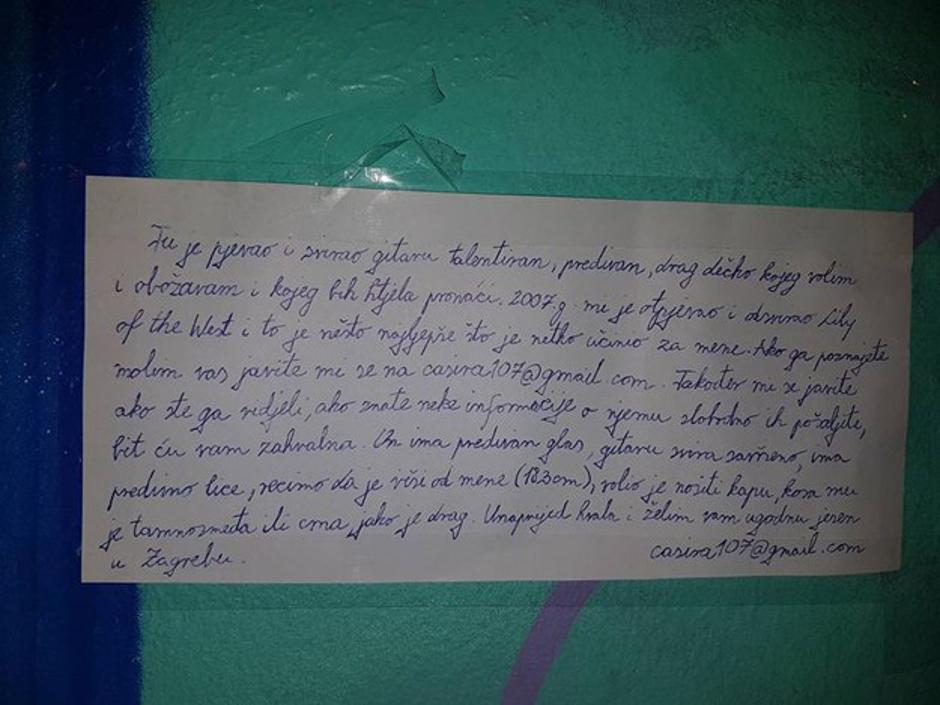 Tu je pjevao i svirao gitaru talentiran, predivan, drag dečko kojeg volim
i obožavam i kojeg bih htjela pronaći. 2007 g. mi je otpjevao i odsvirao Lily
of the West i to je nešto najljepše što je netko učinio za mene. Ako ga poznajete
molim vas javite mi se na casira107@gmail.com. Također mi se javite
ako ste ga vidjeli, ako znate neke informacije o njemu slobodno ih pošaljite,
bit ću vam zahvalna. On ima predivan glas, gitaru svira savršeno, ima
predivno lice, recimo da je viši od mene (183cm), volio je nositi kapu, kosa mu
je tamnosmeđa ili crna, jako je drag. Unaprijed hvala i želim vam ugodnu jesen
u Zagrebu.
casira107@gmail.com